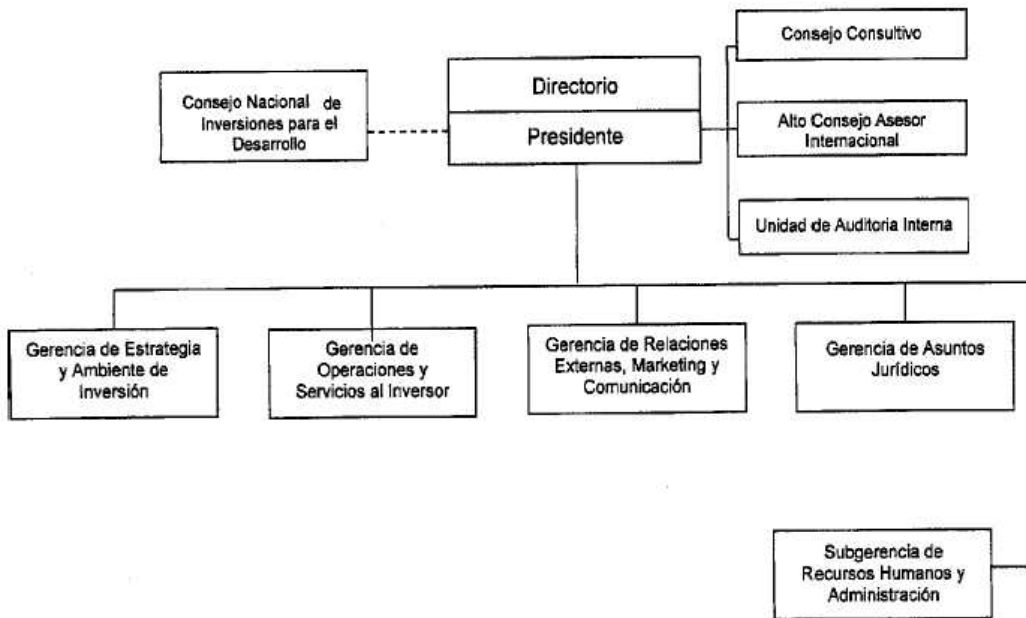 Consejo Consultivo
Directorio
Consejo Nacional de
Inversiones para el
Desarrollo
Presidente
Alto Consejo Asesor
Internacional
Unidad de Auditoria Interna
Gerencia de Estrategia
y Ambiente de
Inversión
Gerencia de
Operaciones y
Servicios al Inversor
Gerencia de Relaciones
Externas, Marketing y
Comunicación
Gerencia de Asuntos
Jurídicos
Subgerencia de
Recursos Humanos y
Administración